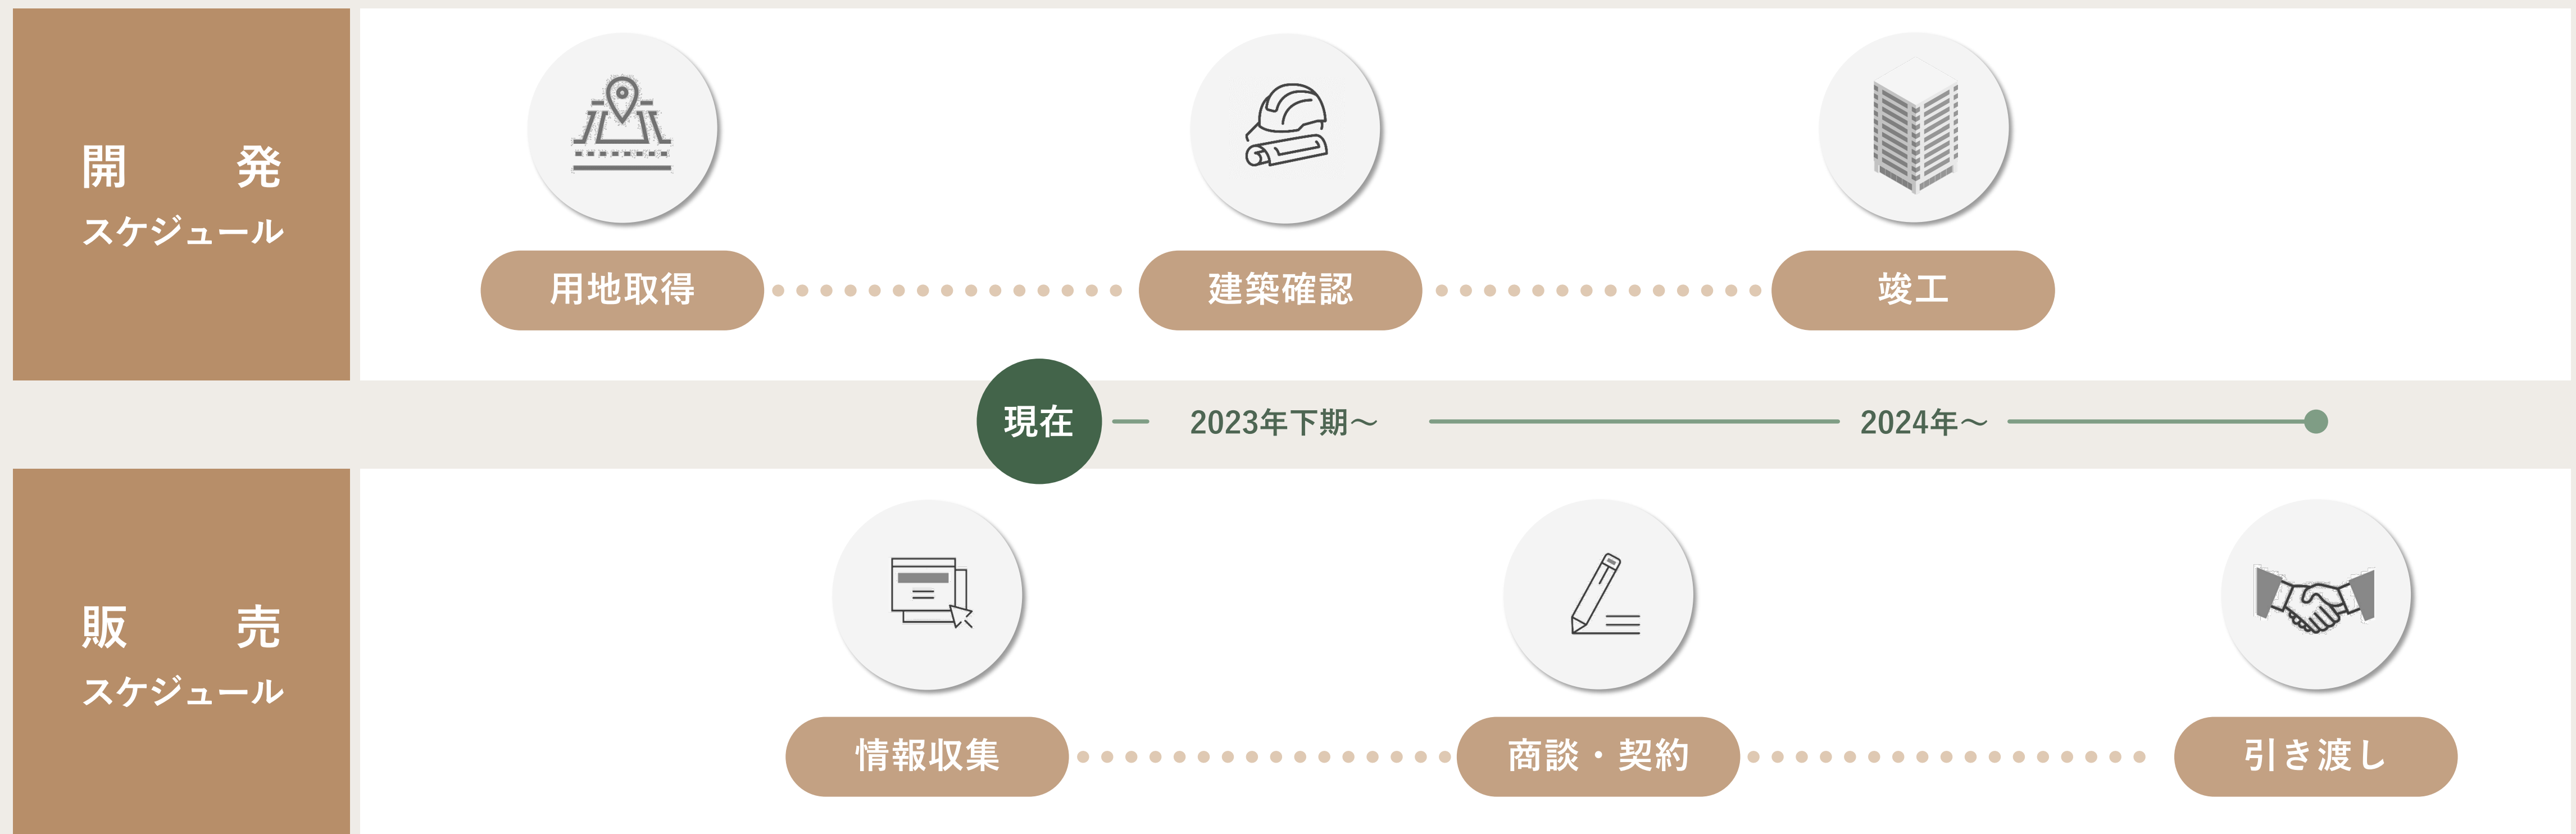 開 発
スケジュール
用地取得
建築確認
竣工
現在
2023年下期〜
2024年〜
販 売
スケジュール
情報収集
商談・契約
引き渡し